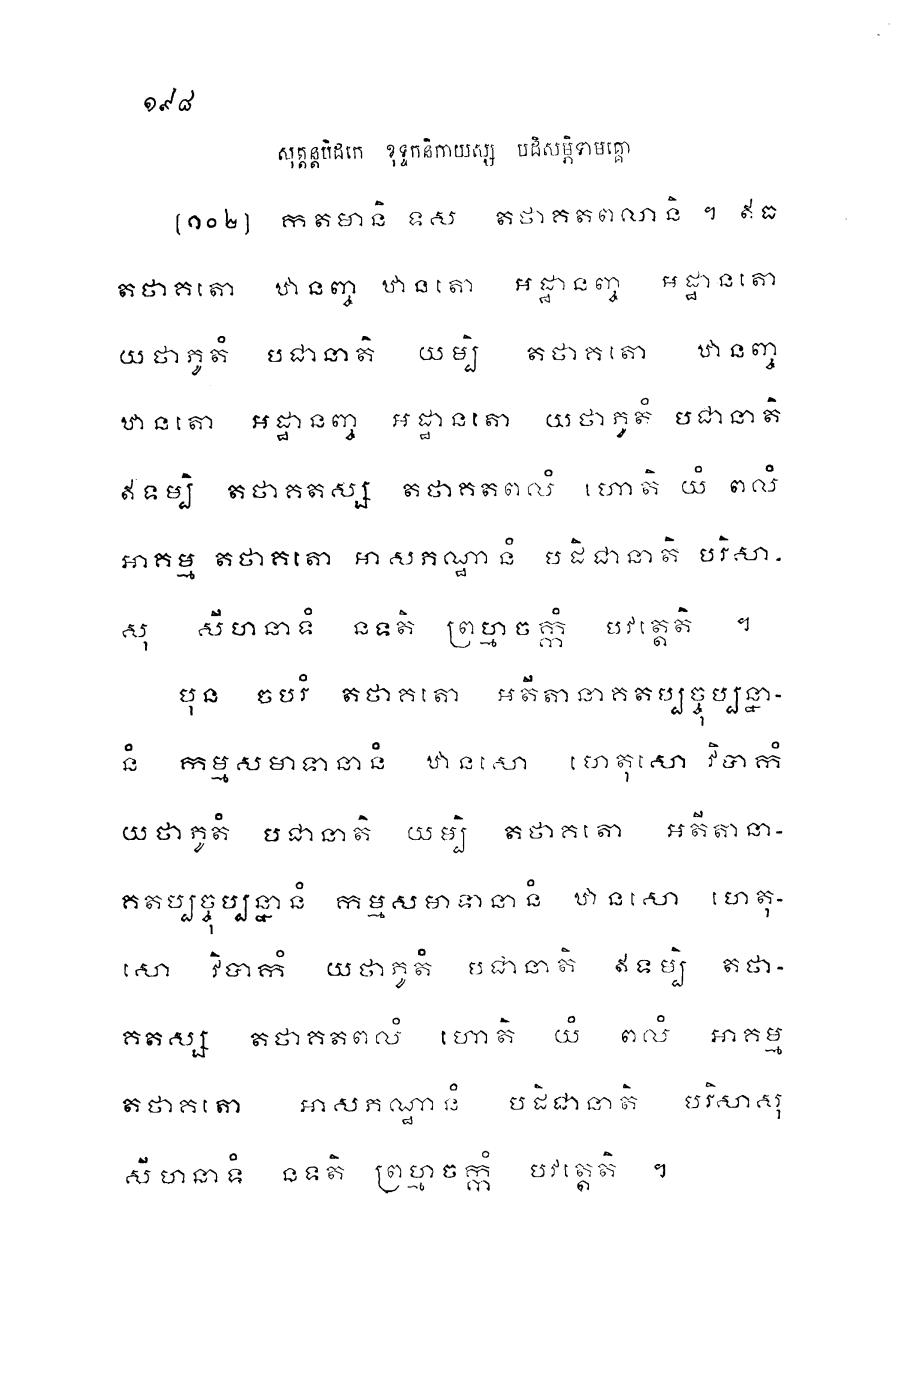 ១៩៨
សុត្តន្តបិដកេ ខុទ្ទកនិកាយស្ស បដិសម្ភិទាមគ្គោ
[១០២] កតមានិ ទស តថាគតពលានិ ។ ឥធ
តថាគតោ ឋានញ្ច ឋានតោ អដ្ឋានញ្ច អដ្ឋានតោ
យថាភូតំ បជានាតិ យម្បិ តថាគតោ ឋានញ្ច
ឋានតោ អដ្ឋានញ្ច អដ្ឋានតោ យថាភូតំ បជានាតិ
ឥទម្បិ តថាគតស្ស តថាគតពលំ ហោតិ យំ ពលំ
អាគម្ម តថាគតោ អាសភណ្ឋានំ បដិជានាតិ បរិសា-
សុ សីហនាទំ នទតិ ព្រហ្មចក្កំ បវត្តេតិ ។
បុន ចបរំ តថាគតោ អតីតានាគតប្បច្ចុប្បន្នា-
នំ កម្មសមាទានានំ ឋានសោ ហេតុសោ វិបាកំ
យថាភូតំ បជានាតិ យម្បិ តថាគតោ អតីតានា-
គតប្បច្ចុប្បន្នានំ កម្មសមាទានានំ ឋានសោ ហេតុ-
សោ វិបាកំ យថាភូតំ បជានាតិ ឥទម្បិ តថា-
គតស្ស តថាគតពលំ ហោតិ យំ ពលំ អាគម្ម
តថាគតោ អាសភណ្ឋានំ បដិជានាតិ បរិសាសុ
សីហនាទំ នទតិ ព្រហ្មចក្កំ បវត្តេតិ ។